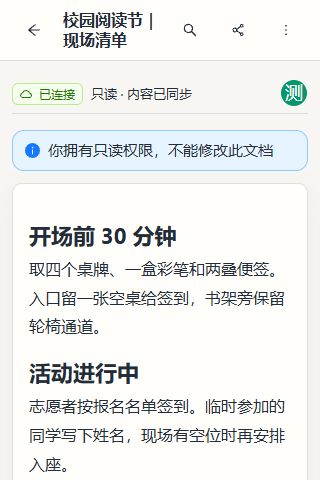 校园阅读节 |
现场清单
已连接 只读 · 内容已同步 测
你拥有只读权限，不能修改此文档
开场前 30 分钟
取四个桌牌、一盒彩笔和两叠便签。
入口留一张空桌给签到，书架旁保留
轮椅通道。
活动进行中
志愿者按报名名单签到。临时参加的
同学写下姓名，现场有空位时再安排
入座。